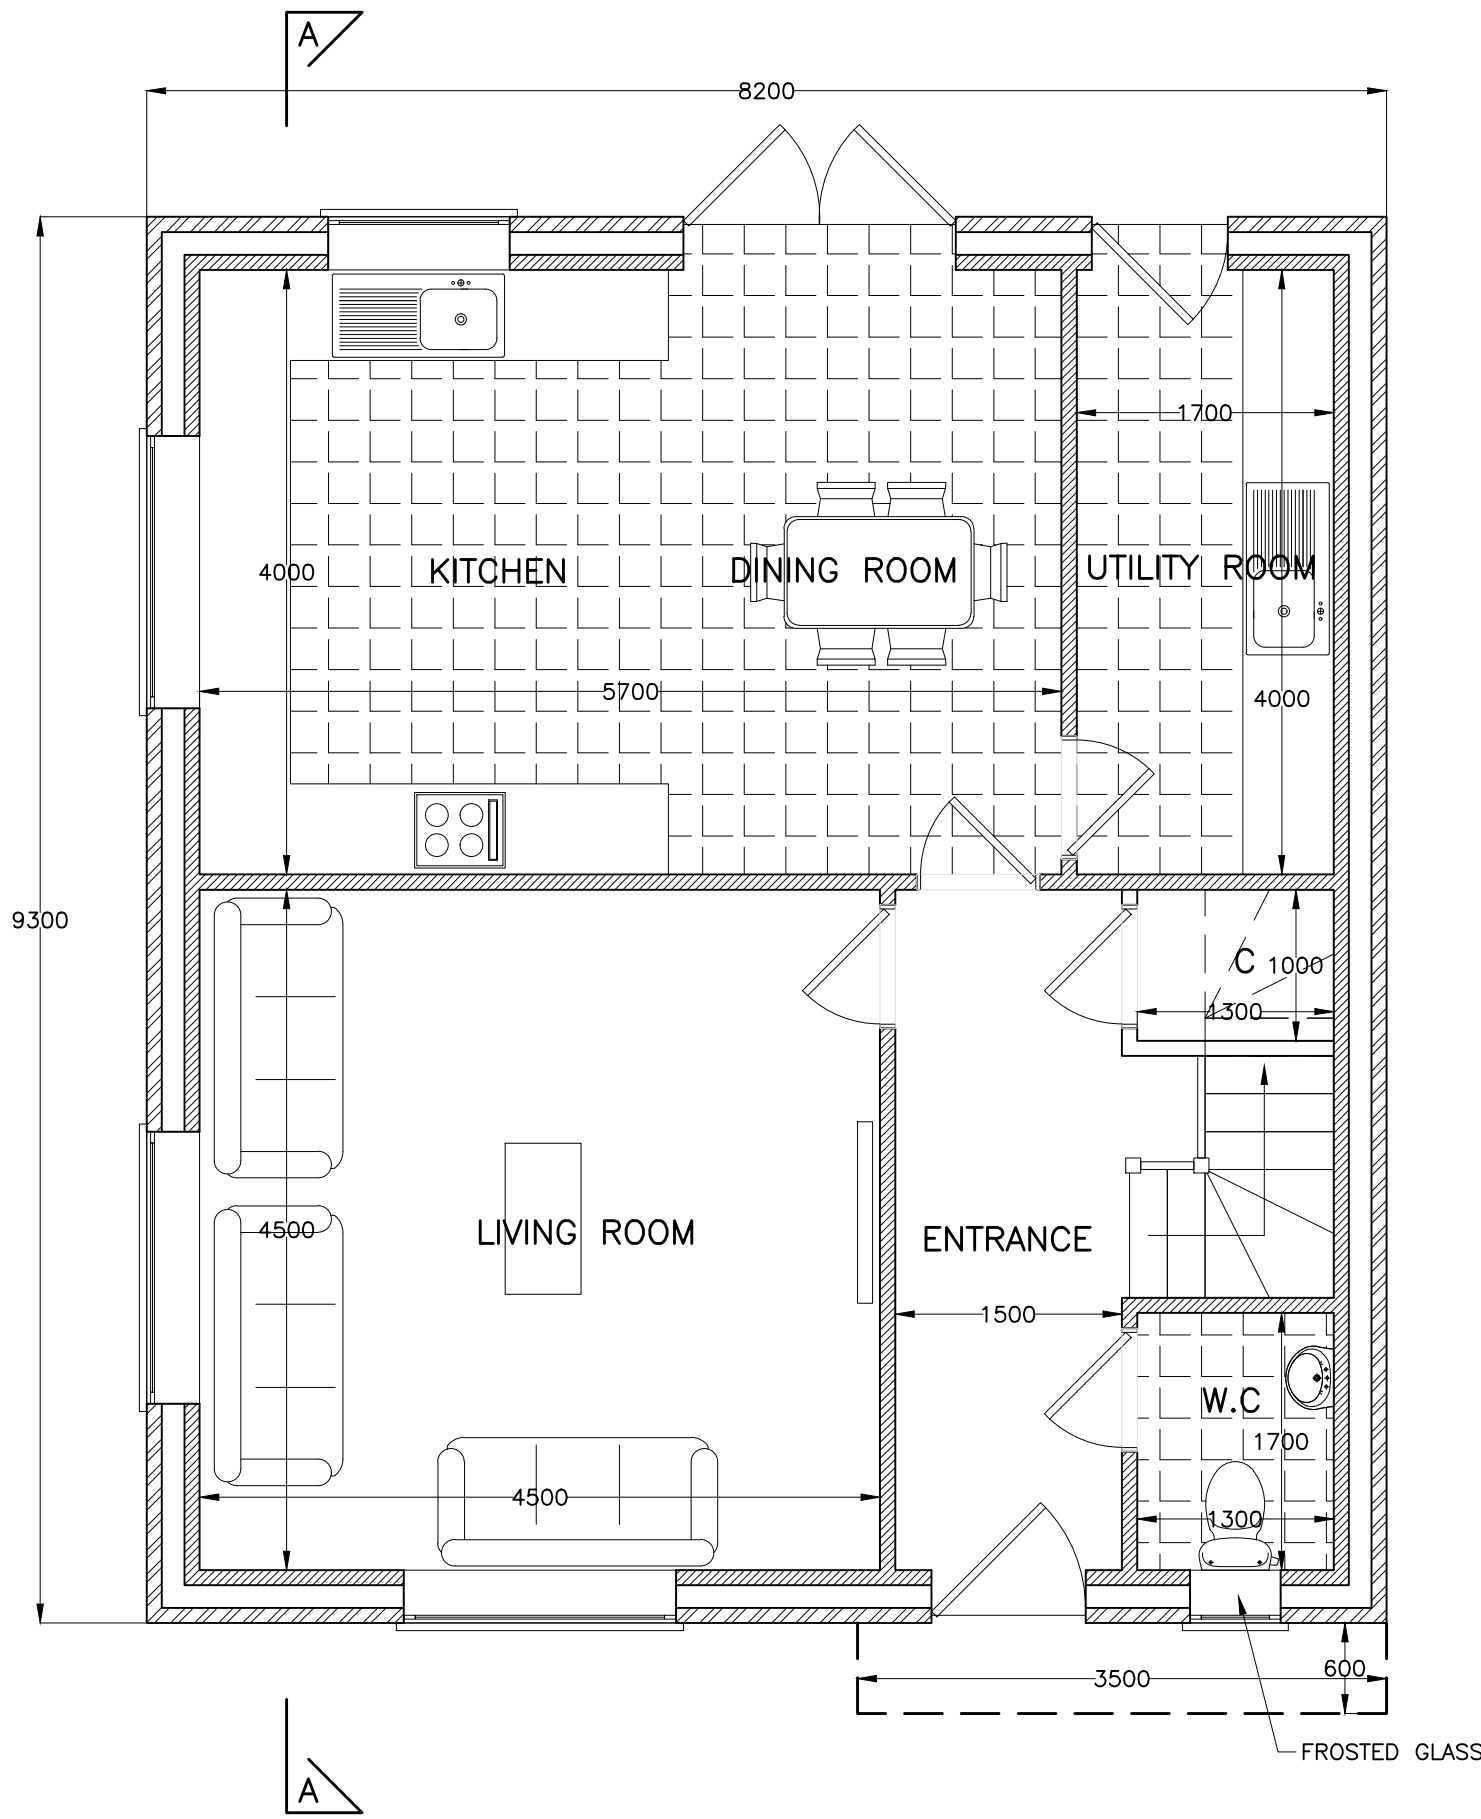 A
8200
1700
KITCHEN
DINING ROOM
UTILITY ROOM
4000
5700
4000
9300
C
1000
1300
4500
LIVING ROOM
ENTRANCE
1500
W.C
1700
4500
1300
3500
600
FROSTED GLASS
A